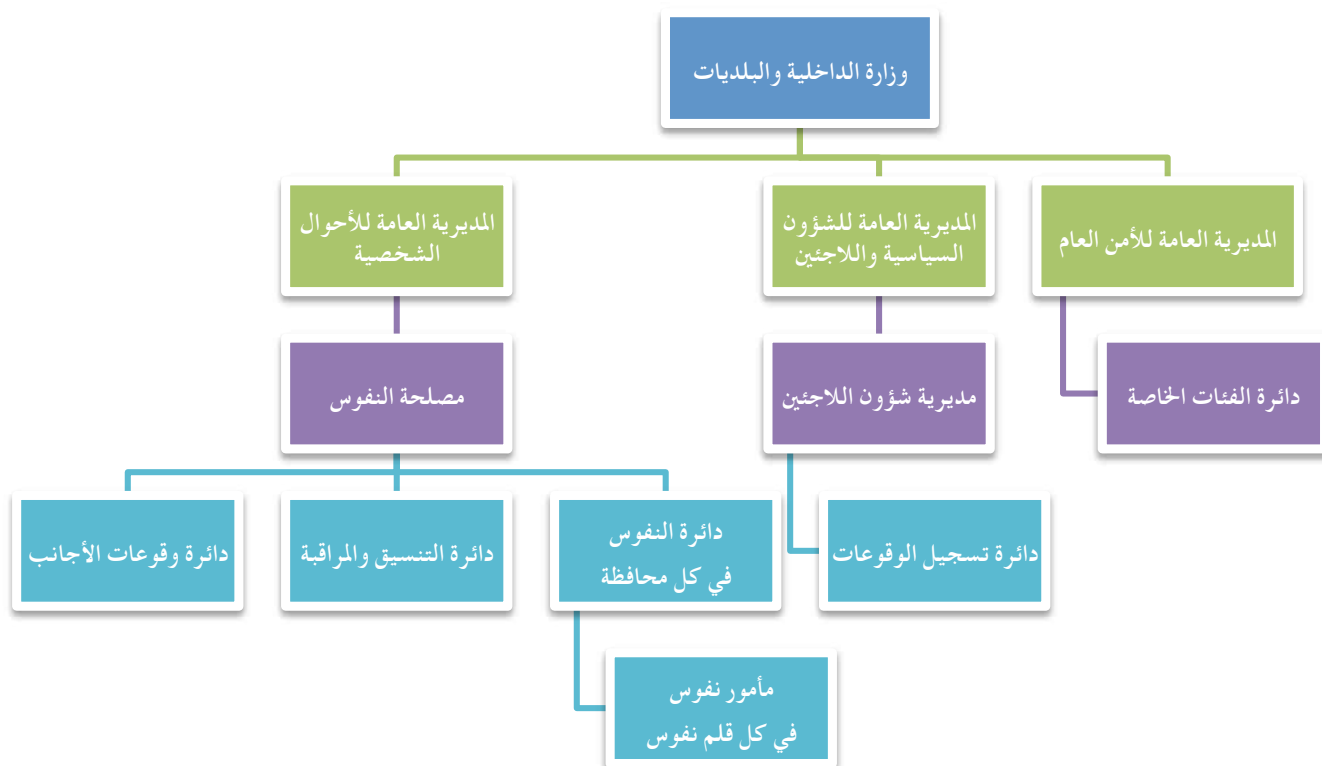 وزارة الداخلية والبلديات
المديرية العامة للأمن العام
المديرية العامة للشؤون
السياسية واللاجئين
المديرية العامة للأحوال
الشخصية
دائرة الفئات الخاصة
مديرية شؤون اللاجئين
مصلحة النفوس
دائرة تسجيل الوقوعات
دائرة النفوس
في كل محافظة
دائرة التنسيق والمراقبة
دائرة وقوعات الأجانب
مأمور نفوس
في كل قلم نفوس